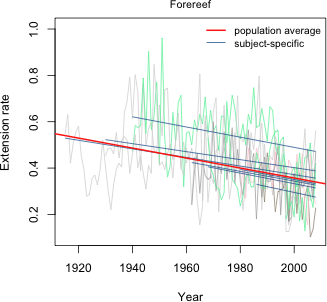 Forereef
population average
subject-specific
Extension rate
1.0
0.8
0.6
0.4
0.2
1920
1940
1960
1980
2000
Year